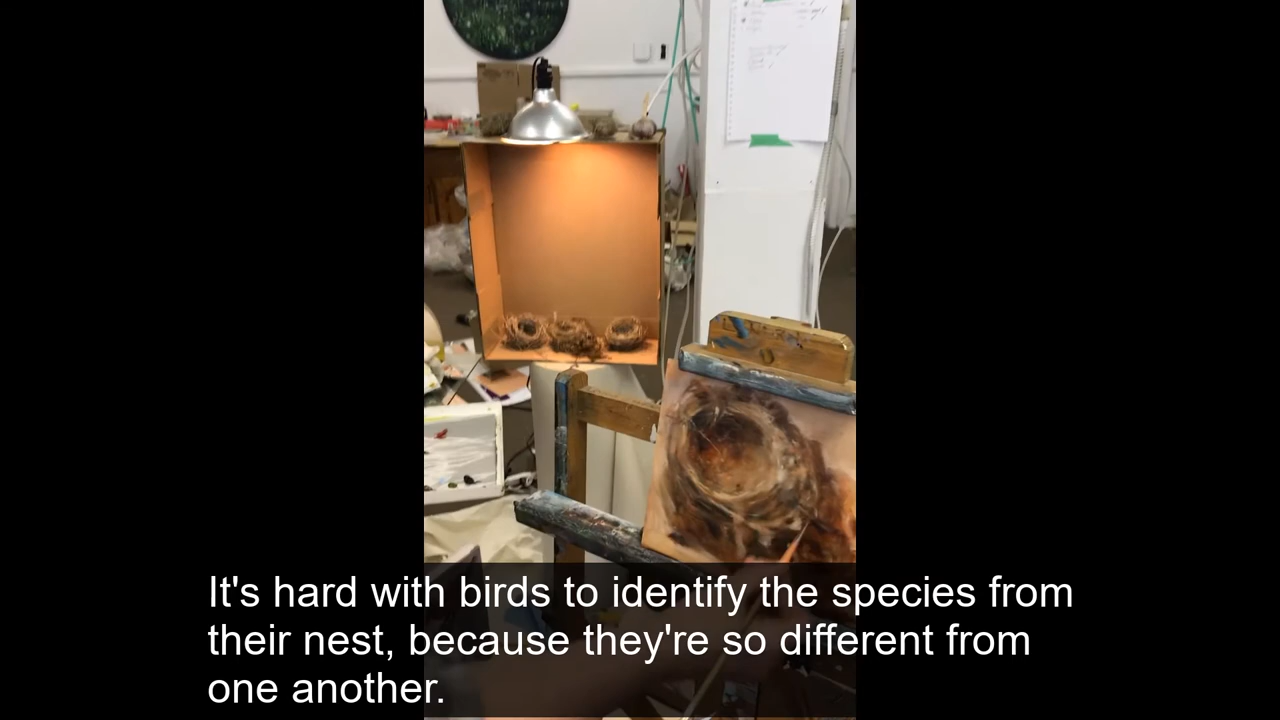 It's hard with birds to identify the species from
their nest, because they're so different from
one another.